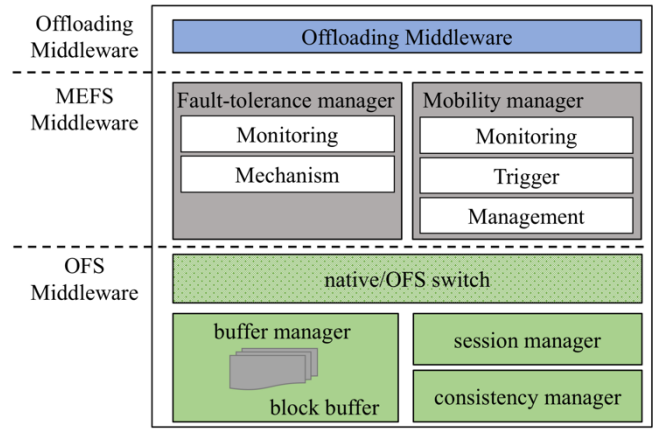 Offloading
Middleware
Offloading Middleware
MEFS
Middleware
Fault-tolerance manager
Monitoring
Mechanism
Mobility manager
Monitoring
Trigger
Management
OFS
Middleware
native/OFS switch
buffer manager
block buffer
session manager
consistency manager